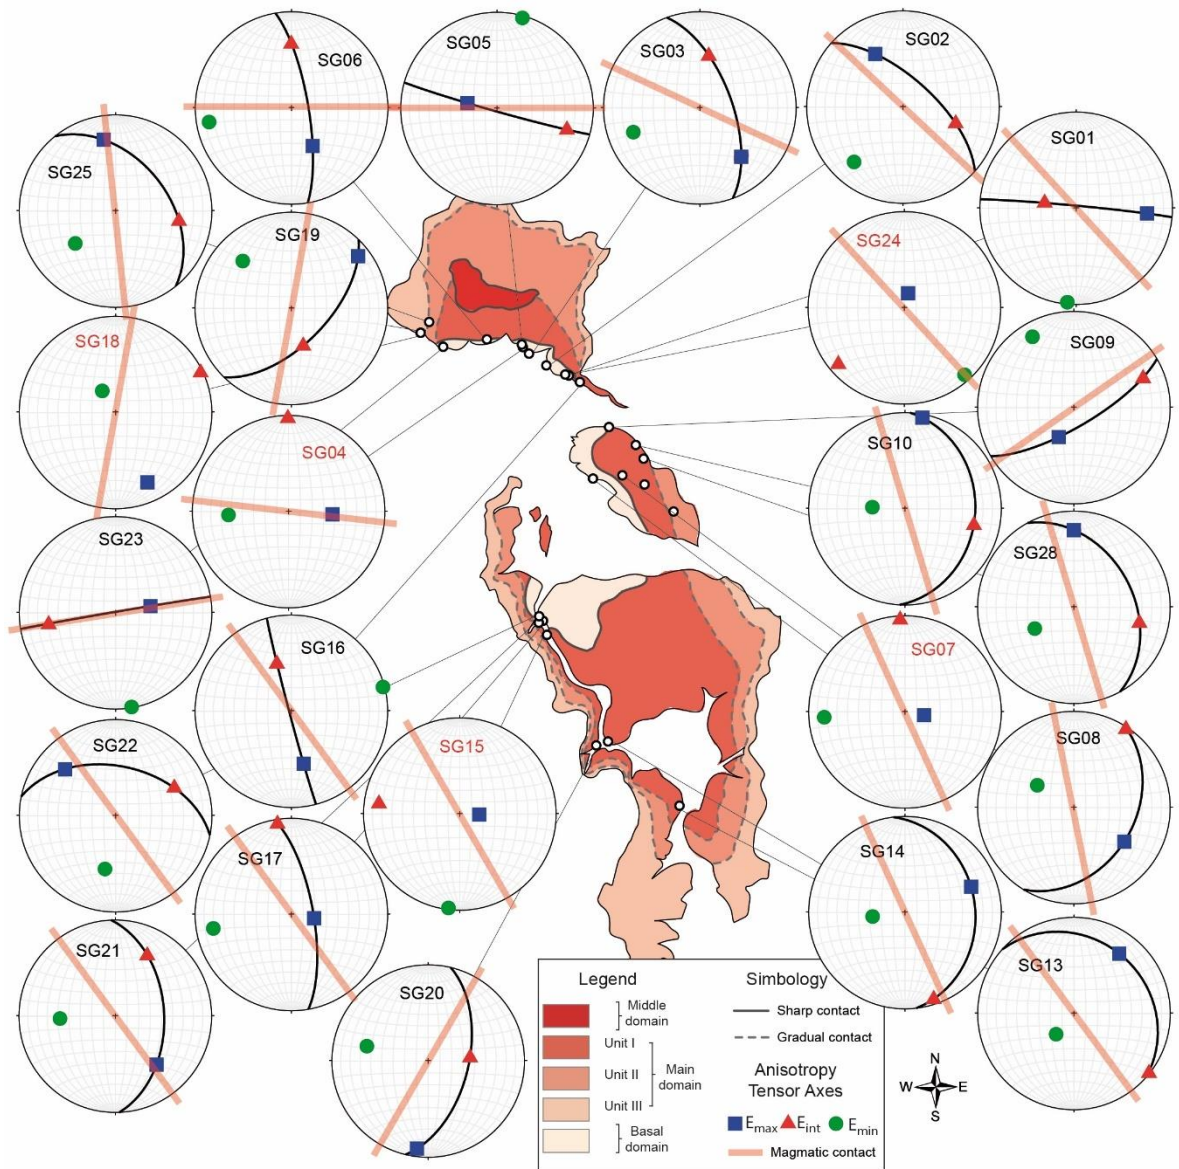 SG06
SG05
SG03
SG02
SG01
SG25
SG19
SG24
SG18
SG09
SG04
SG10
SG23
SG28
SG16
SG07
SG22
SG15
SG08
SG17
SG14
SG21
SG13
SG20
Legend
Middle
domain
Unit I
Unit II
Main
domain
Unit III
Basal
domain
Simbology
Sharp contact
Gradual contact
Anisotropy
Tensor Axes
Emax Eint Emin
Magmatic contact
N
W E
S